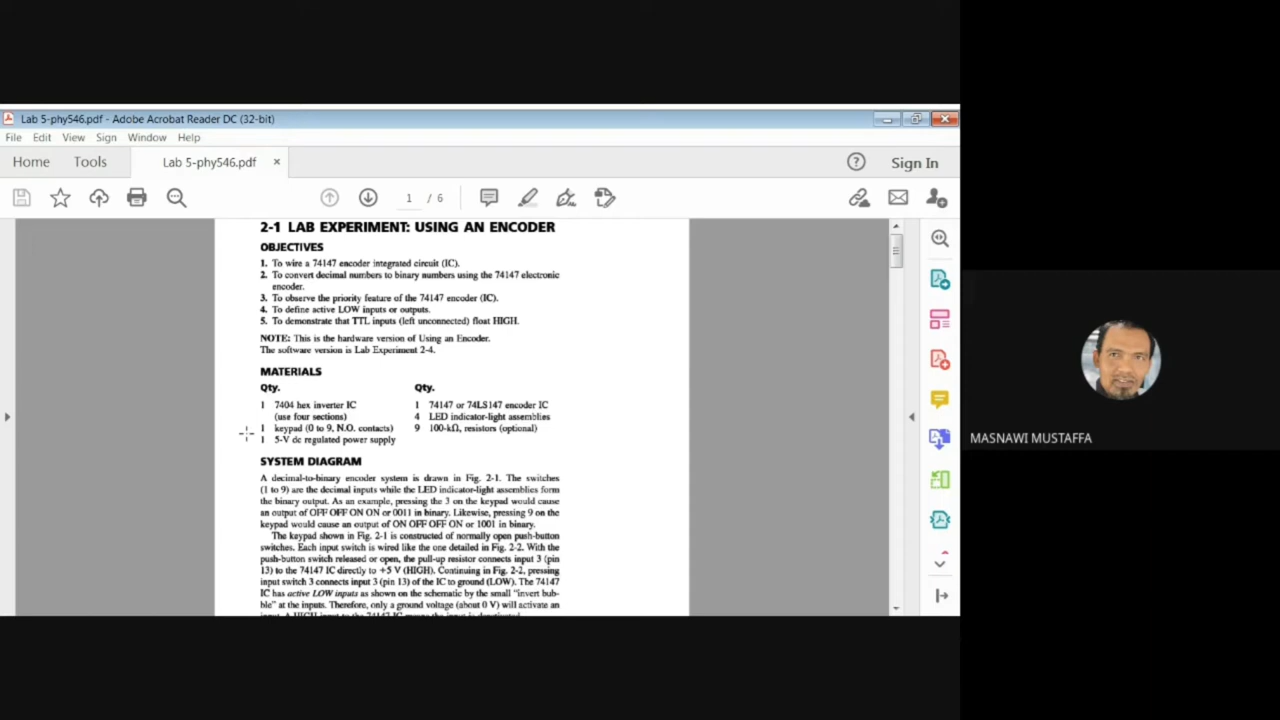 Lab 5-phy546.pdf - Adobe Acrobat Reader DC (32-bit)
File Edit View Sign Window Help
Home Tools Lab 5-phy546.pdf × Sign In
1 / 6
2-1 LAB EXPERIMENT: USING AN ENCODER
OBJECTIVES
1. To wire a 74147 encoder integrated circuit (IC).
2. To convert decimal numbers to binary numbers using the 74147 electronic
encoder.
3. To observe the priority feature of the 74147 encoder (IC).
4. To define active LOW inputs or outputs.
5. To demonstrate that TTL inputs (left unconnected) float HIGH.
NOTE: This is the hardware version of Using an Encoder.
The software version is Lab Experiment 2-4.
MATERIALS
Qty. Qty.
1 7404 hex inverter IC 1 74147 or 74LS147 encoder IC
(use four sections) 4 LED indicator-light assemblies
1 keypad (0 to 9, N.O. contacts) 9 100-kΩ, resistors (optional)
1 5-V dc regulated power supply
SYSTEM DIAGRAM
A decimal-to-binary encoder system is drawn in Fig. 2-1. The switches
(1 to 9) are the decimal inputs while the LED indicator-light assemblies form
the binary output. As an example, pressing the 3 on the keypad would cause
an output of OFF OFF ON ON or 0011 in binary. Likewise, pressing 9 on the
keypad would cause an output of ON OFF OFF ON or 1001 in binary.
The keypad shown in Fig. 2-1 is constructed of normally open push-button
switches. Each input switch is wired like the one detailed in Fig. 2-2. With the
push-button switch released or open, the pull-up resistor connects input 3 (pin
13) to the 74147 IC directly to +5 V (HIGH). Continuing in Fig. 2-2, pressing
input switch 3 connects input 3 (pin 13) of the IC to ground (LOW). The 74147
IC has active LOW inputs as shown on the schematic by the small "invert bub-
ble" at the inputs. Therefore, only a ground voltage (about 0 V) will activate an
input. A HIGH input to the 74147 IC means the input is deactivated.
MASNAWI MUSTAFFA